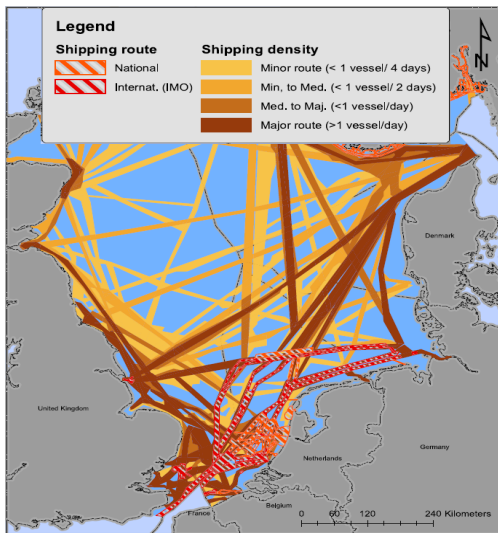 Legend
Shipping route
National
Internat. (IMO)
Shipping density
Minor route (< 1 vessel/ 4 days)
Min. to Med. (< 1 vessel/ 2 days)
Med. to Maj. (<1 vessel/day)
Major route (>1 vessel/day)
N
Denmark
United Kingdom
Netherlands
Germany
Belgium
France
0 60 120 240 Kilometers